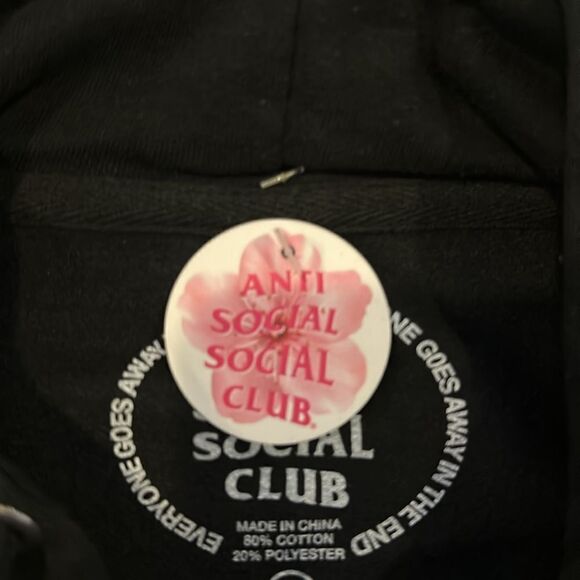 ANTI
SOCIAL
SOCIAL
CLUB®
EVERYONE GOES AWAY
NE GOES AWAY IN THE END
SOCIAL
CLUB
MADE IN CHINA
80% COTTON
20% POLYESTER